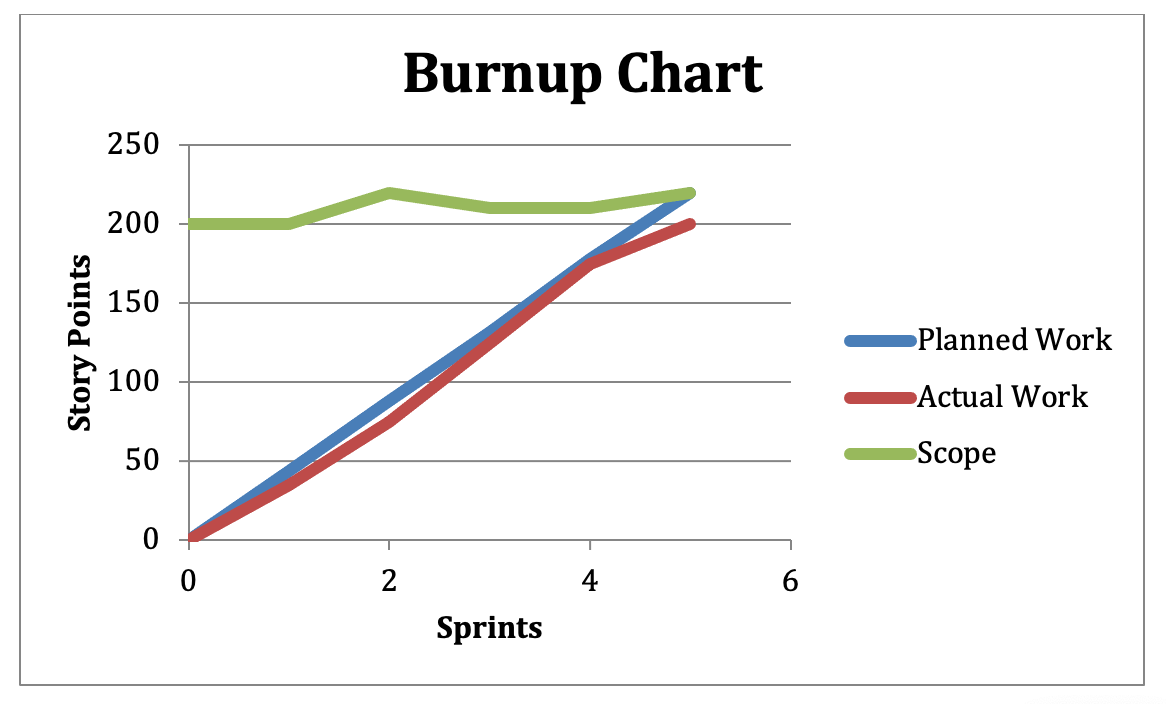 Burnup Chart
250
200
150
100
50
0
Story Points
0 2 4 6
Sprints
Planned Work
Actual Work
Scope